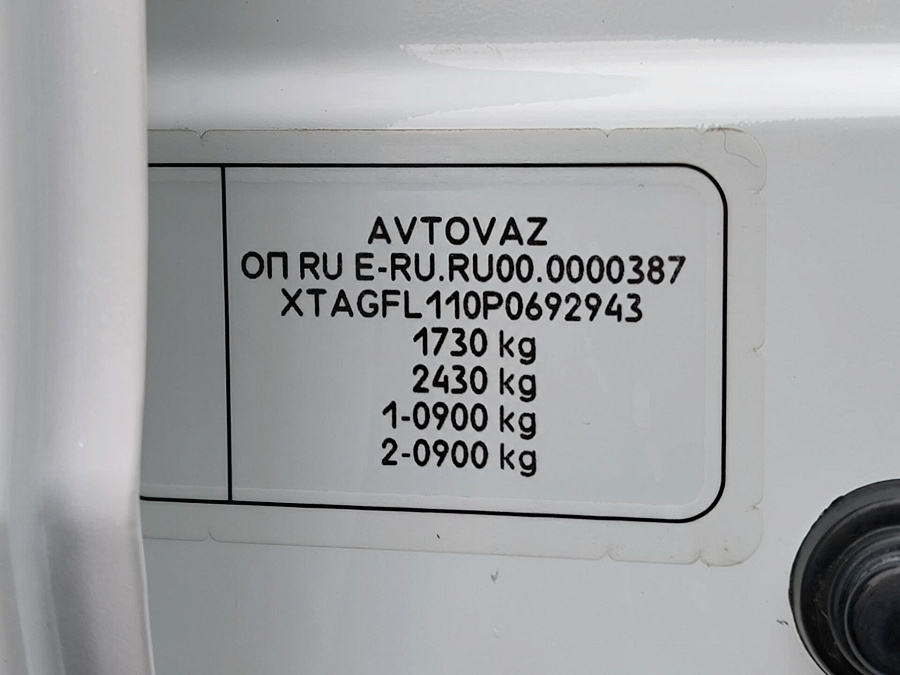 AVTOVAZ
ОП RU E-RU.RU00.0000387
XTAGFL110P0692943
1730 kg
2430 kg
1-0900 kg
2-0900 kg